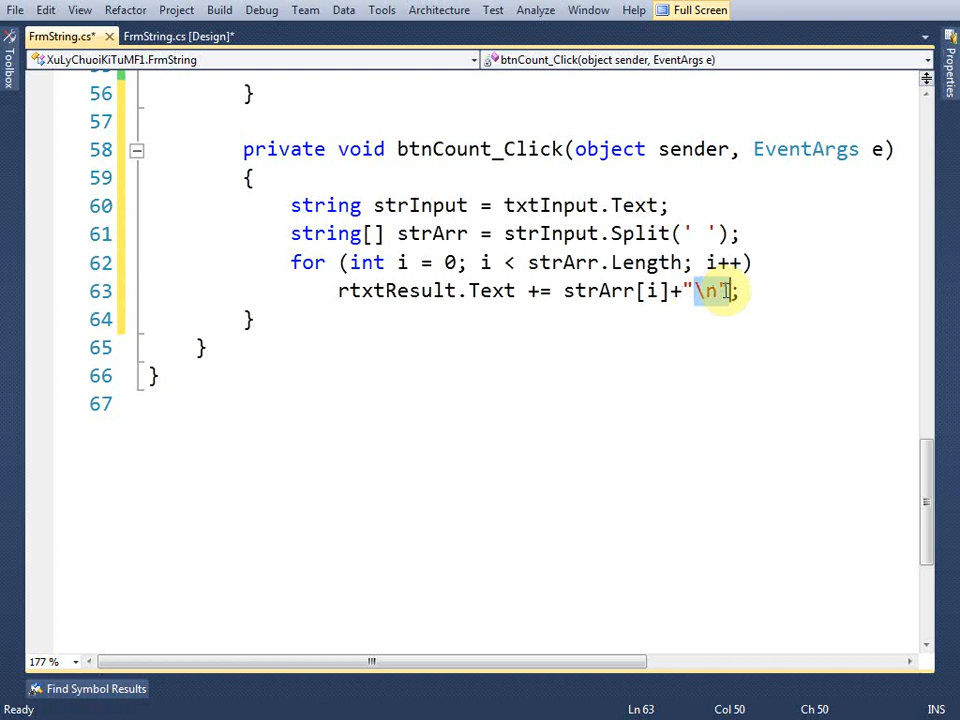 File Edit View Refactor Project Build Debug Team Data Tools Architecture Test Analyze Window Help Full Screen
FrmString.cs* FrmString.cs [Design]*
XuLyChuoiKiTuMF1.FrmString btnCount_Click(object sender, EventArgs e)
Toolbox
Properties
56 }
57
58 private void btnCount_Click(object sender, EventArgs e)
59 {
60 string strInput = txtInput.Text;
61 string[] strArr = strInput.Split(' ');
62 for (int i = 0; i < strArr.Length; i++)
63 rtxtResult.Text += strArr[i]+"\n";
64 }
65 }
66 }
67
177 %
Find Symbol Results
Ready Ln 63 Col 50 Ch 50 INS